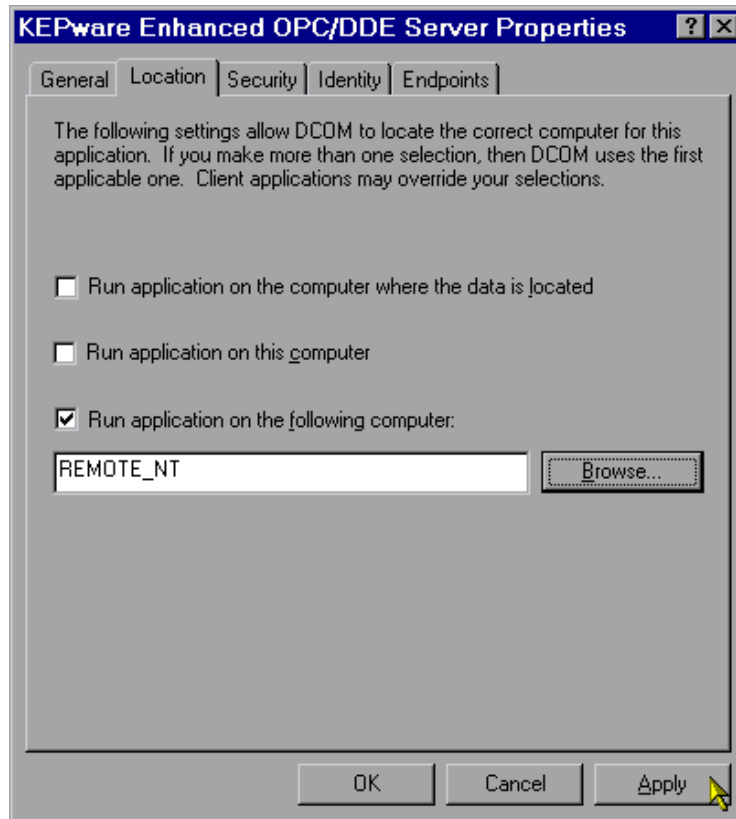 KEPware Enhanced OPC/DDE Server Properties
General Location Security Identity Endpoints
The following settings allow DCOM to locate the correct computer for this
application. If you make more than one selection, then DCOM uses the first
applicable one. Client applications may override your selections.
Run application on the computer where the data is located
Run application on this computer
Run application on the following computer:
REMOTE_NT
Browse...
OK Cancel Apply